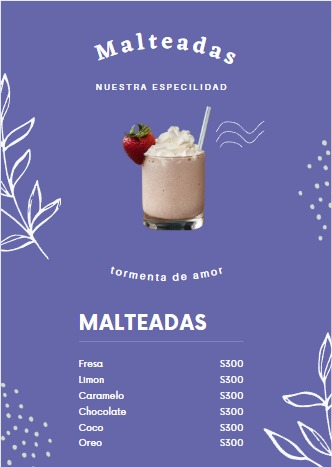 Malteadas
NUESTRA ESPECILIDAD
tormenta de amor
MALTEADAS
Fresa S300
Limon S300
Caramelo S300
Chocolate S300
Coco S300
Oreo S300